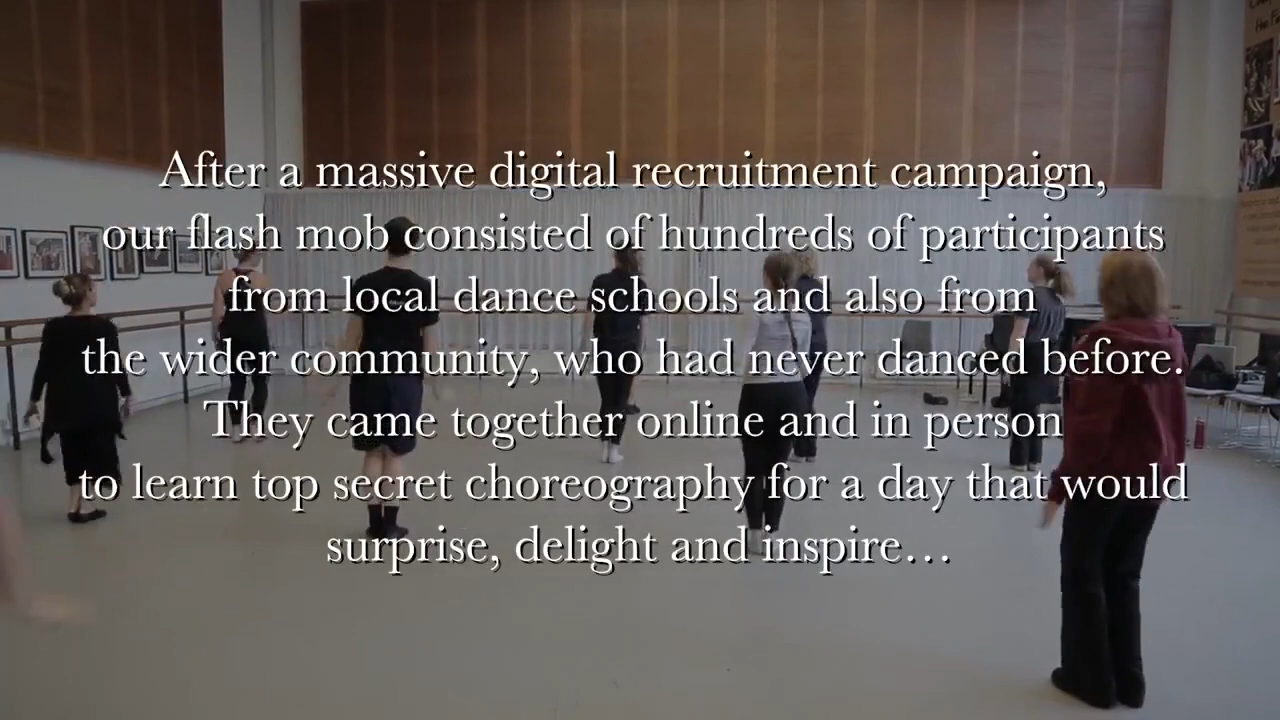 After a massive digital recruitment campaign,
our flash mob consisted of hundreds of participants
from local dance schools and also from
the wider community, who had never danced before.
They came together online and in person
to learn top secret choreography for a day that would
surprise, delight and inspire…